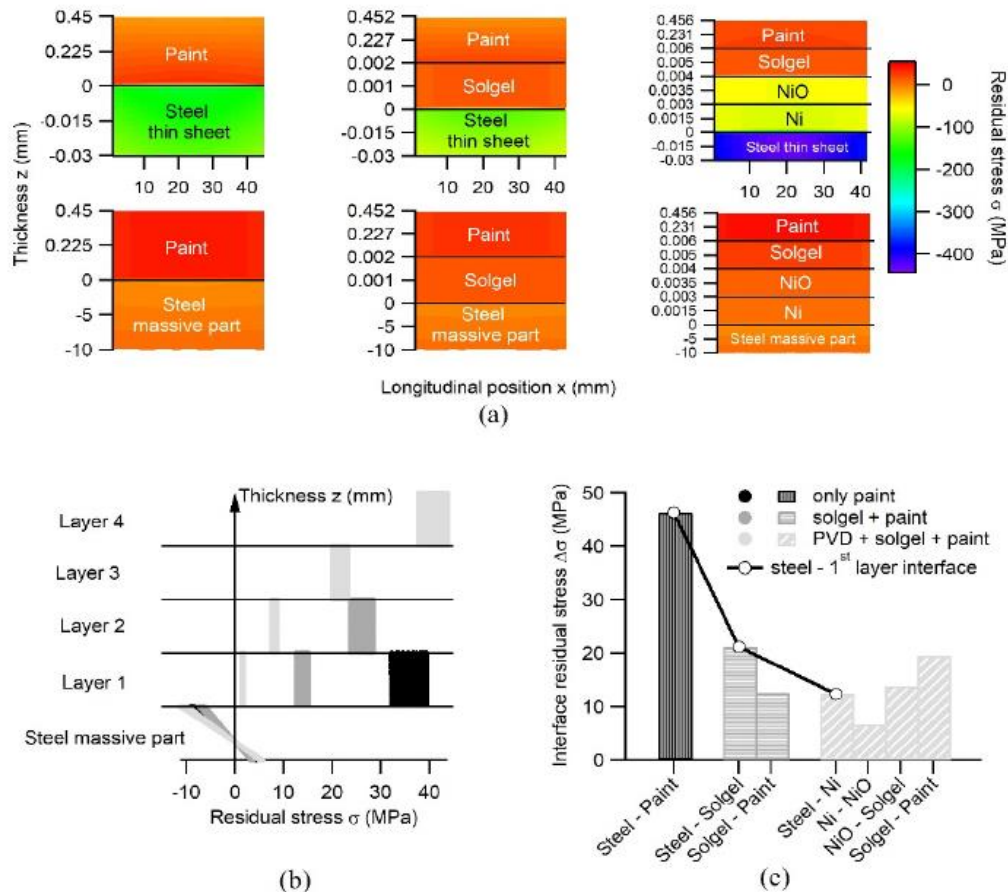 0.45
0.225
0
-0.015
-0.03
Paint
Steel
thin sheet
10 20 30 40
0.452
0.227
0.002
0.001
0
-0.015
-0.03
Paint
Solgel
Steel
thin sheet
10 20 30 40
0.456
0.231
0.006
0.004
0.0035
0.003
0.0015
0
-0.015
-0.03
Paint
Solgel
NiO
Ni
Steel thin sheet
10 20 30 40
Thickness z (mm)
0.45
0.225
0
-5
-10
Paint
Steel
massive part
0.452
0.227
0.002
0.001
0
-5
-10
Paint
Solgel
Steel
massive part
0.456
0.231
0.006
0.004
0.0035
0.003
0.0015
0
-5
-10
Paint
Solgel
NiO
Ni
Steel massive part
0
-100
-200
-300
-400
Residual stress σ (MPa)
Longitudinal position x (mm)
(a)
Thickness z (mm)
Layer 4
Layer 3
Layer 2
Layer 1
Steel massive part
-10 0 10 20 30 40
Residual stress σ (MPa)
(b)
Interface residual stress Δσ (MPa)
50
40
30
20
10
0
only paint
solgel + paint
PVD + solgel + paint
steel - 1st layer interface
Steel - Paint
Steel - Solgel
Solgel - Paint
Steel - Ni
Ni - NiO
NiO - Solgel
Solgel - Paint
(c)